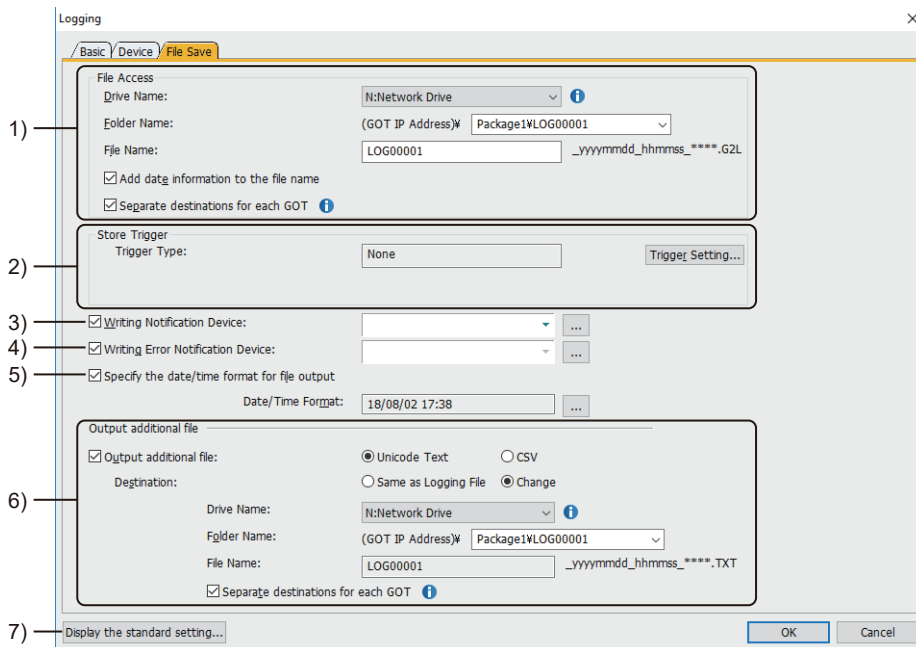 Logging
Basic Device File Save
File Access
Drive Name: N:Network Drive
1) Folder Name: (GOT IP Address)¥ Package1¥LOG00001
File Name: LOG00001 _yyyymmdd_hhmmss_****.G2L
Add date information to the file name
Separate destinations for each GOT
Store Trigger
2) Trigger Type: None Trigger Setting...
3) Writing Notification Device: ...
4) Writing Error Notification Device: ...
5) Specify the date/time format for file output
Date/Time Format: 18/08/02 17:38 ...
Output additional file
Output additional file: Unicode Text CSV
Destination: Same as Logging File Change
6) Drive Name: N:Network Drive
Folder Name: (GOT IP Address)¥ Package1¥LOG00001
File Name: LOG00001 _yyyymmdd_hhmmss_****.TXT
Separate destinations for each GOT
7) Display the standard setting... OK Cancel